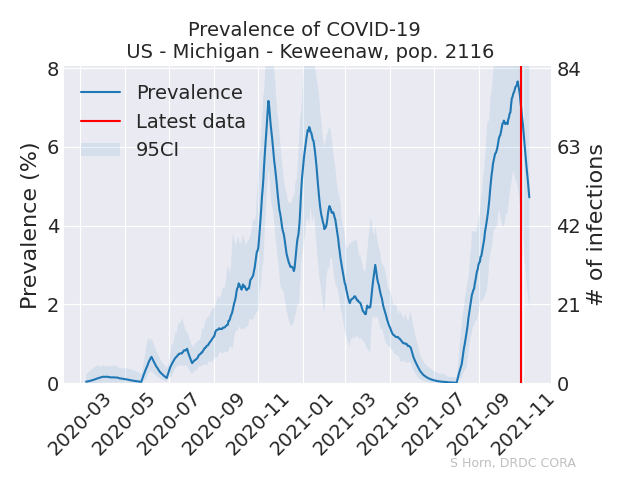 Prevalence of COVID-19
US - Michigan - Keweenaw, pop. 2116
Prevalence
Latest data
95CI
Prevalence (%)
8
6
4
2
0
84
63
42
21
0
# of infections
2020-03
2020-05
2020-07
2020-09
2020-11
2021-01
2021-03
2021-05
2021-07
2021-09
2021-11
S Horn, DRDC CORA